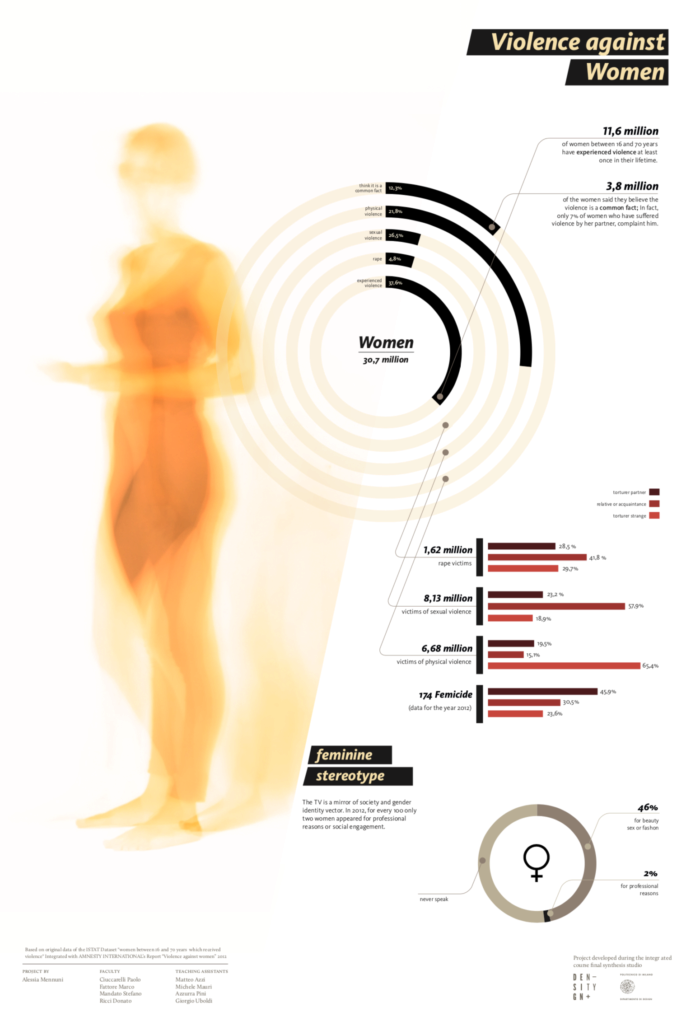 Violence against
Women
11,6 million
of women between 16 and 70 years
have experienced violence at least
once in their lifetime.
3,8 million
of the women said they believe the
violence is a common fact; In fact,
only 7% of women who have suffered
violence by her partner, complaint him.
think it is a
common fact
12,3%
physical
violence
21,8%
sexual
violence
26,5%
rape
4,8%
experienced
violence
37,6%
Women
30,7 million
torturer partner
relative or acquaintance
torturer strange
1,62 million
rape victims
28,5 %
41,8 %
29,7%
8,13 million
victims of sexual violence
23,2 %
57,9%
18,9%
6,68 million
victims of physical violence
19,5%
15,1%
65,4%
174 Femicide
(data for the year 2012)
45,9%
30,5%
23,6%
feminine
stereotype
The TV is a mirror of society and gender
identity vector. In 2012, for every 100 only
two women appeared for professional
reasons or social engagement.
46%
for beauty
sex or fashon
2%
for professional
reasons
never speak
Based on original data of the ISTAT Dataset "women between 16 and 70 years which received
violence" integrated with AMNESTY INTERNATIONAL's Report "Violence against women" 2012
PROJECT BY
Alessia Messuni
FACULTY
Ciuccarelli Paolo
Farinre Marco
Mandato Stefano
Ricci Donato
TEACHING ASSISTANTS
Matteo Azzi
Michele Mauri
Azzurra Pini
Giorgio Uboldi
Project developed during the integrated
course final synthesis studio
DEN–
SITY
GN+